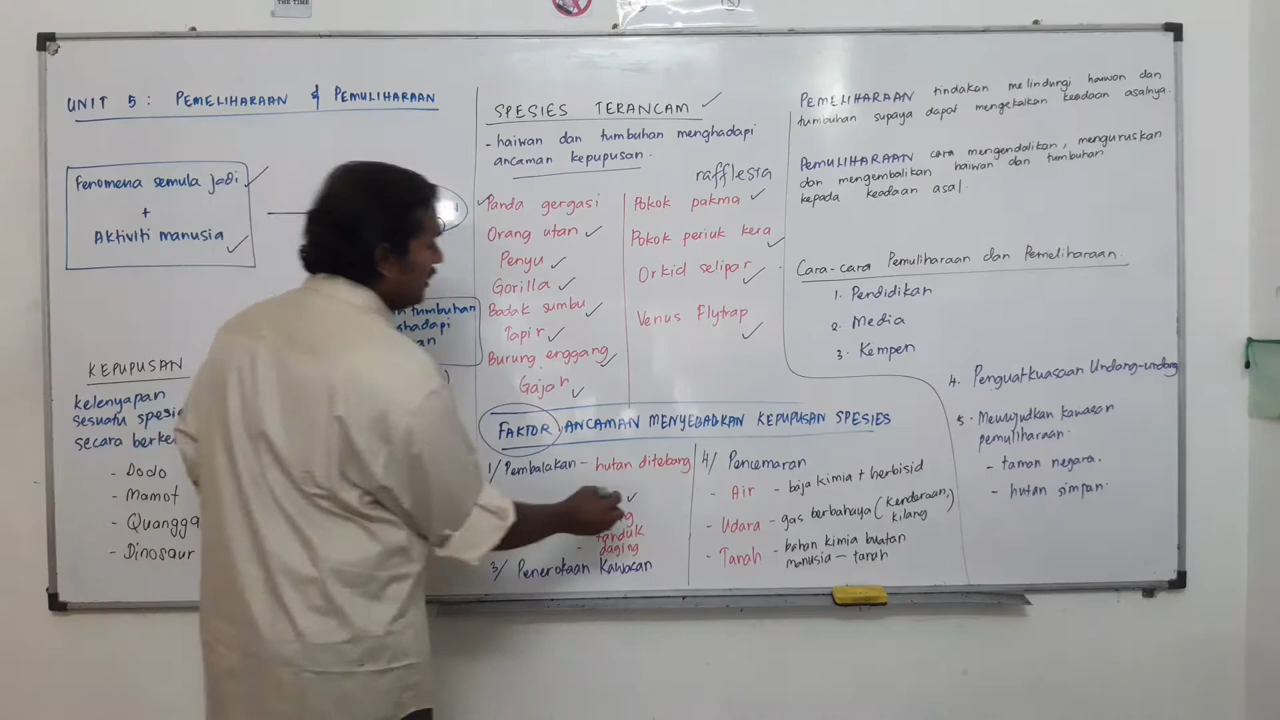 THE TIME
UNIT 5: PEMELIHARAAN & PEMULIHARAAN
Fenomena semula jadi
+
Aktiviti manusia
tumbuhan
KEPUPUSAN
kelenyapan
sesuatu
secara
- Dodo
- Mamot
- Quangga
- Dinosaur
SPESIES TERANCAM
- haiwan dan tumbuhan menghadapi
ancaman kepupusan.
Panda gergasi
Orang utan
Penyu
Gorilla
Badak sumbu
Tapir
Burung enggang
Gajah
rafflesia
Pokok pakma
Pokok periuk kera
Orkid selipar
Venus Flytrap
FAKTOR ANCAMAN MENYEBABKAN KEPUPUSAN SPESIES
1/ Pembalakan - hutan ditebang
tanduk
- daging
3/ Penerokaan Kawasan
4/ Pencemaran
- Air - baja kimia + herbisid
- Udara - gas berbahaya (Kenderaan, kilang)
- Tanah - bahan kimia buatan
manusia - tanah
PEMELIHARAAN tindakan melindungi haiwan dan
tumbuhan supaya dapat mengekalkan keadaan asalnya.
PEMULIHARAAN cara mengendalikan, menguruskan
dan mengembalikan haiwan dan tumbuhan
kepada keadaan asal.
Cara-cara Pemuliharaan dan Pemeliharaan.
1. Pendidikan
2. Media
3. Kempen
4. Penguatkuasaan Undang-undang
5. Mewujudkan kawasan
pemuliharaan.
- taman negara.
- hutan simpan.